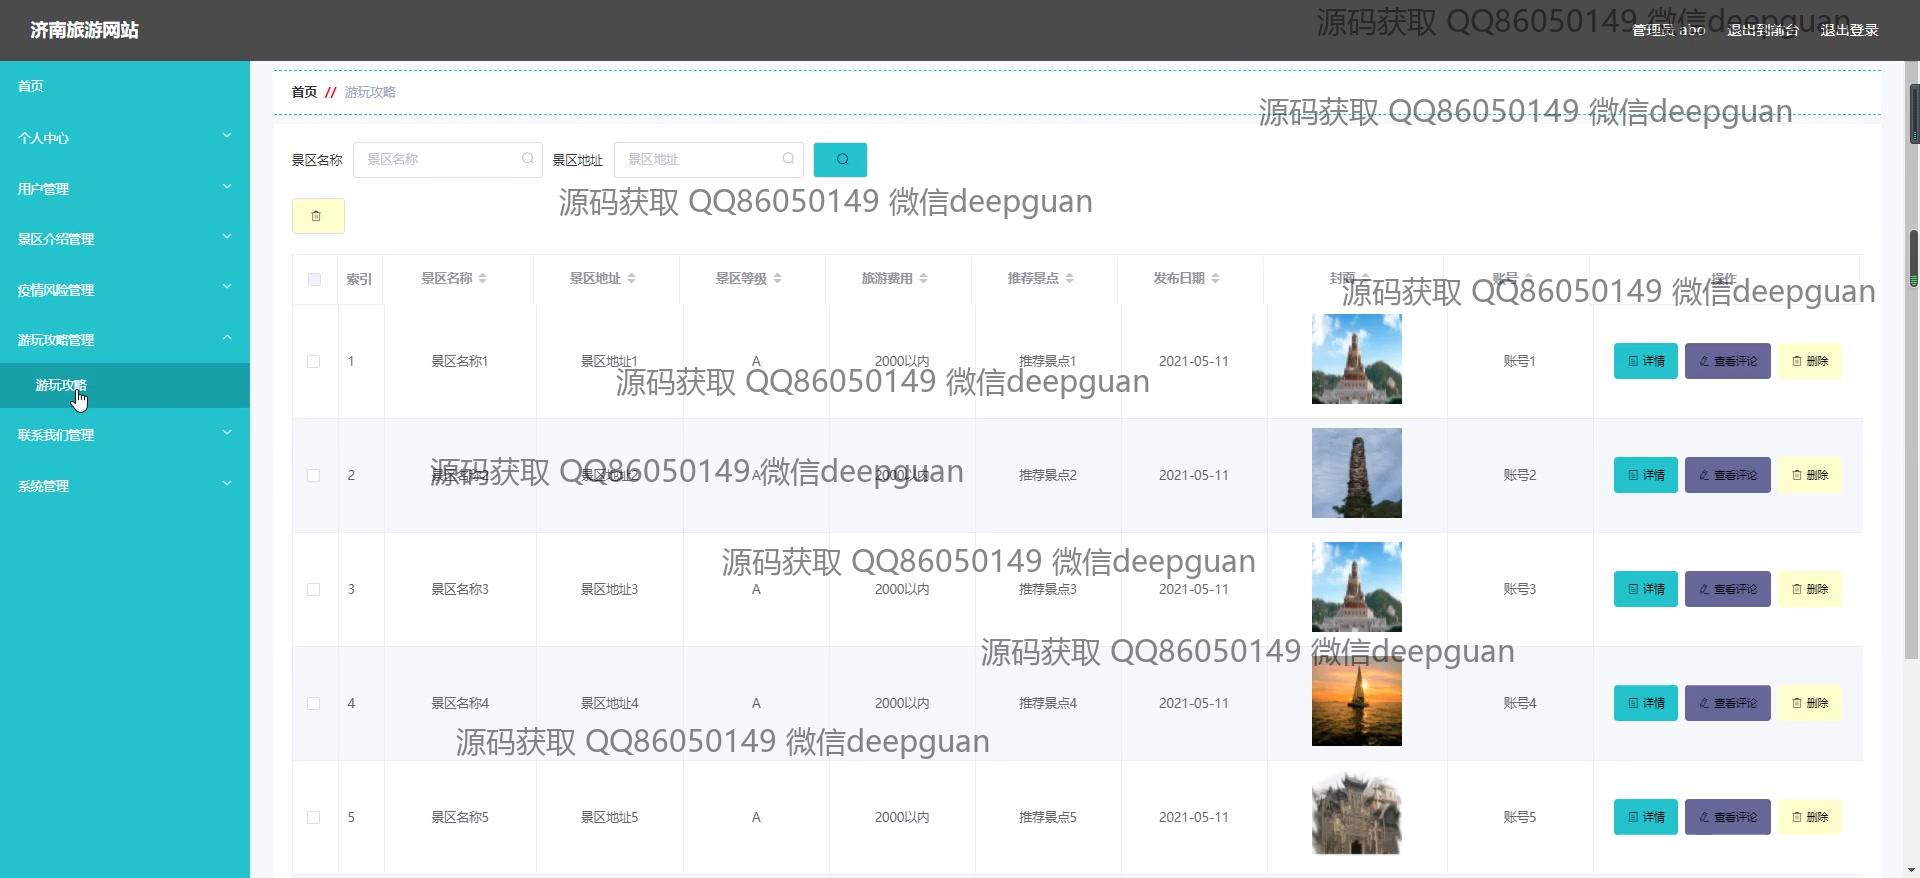 济南旅游网站
管理员 abo 退出到前台 退出登录
源码获取 QQ86050149 微信deepguan
首页
个人中心
用户管理
景区介绍管理
疫情风险管理
游玩攻略管理
游玩攻略
联系我们管理
系统管理
首页 // 游玩攻略
源码获取 QQ86050149 微信deepguan
景区名称 景区名称 景区地址 景区地址
源码获取 QQ86050149 微信deepguan
索引 景区名称 景区地址 景区等级 旅游费用 推荐景点 发布日期 封面 账号 操作
源码获取 QQ86050149 微信deepguan
1 景区名称1 景区地址1 A 2000以内 推荐景点1 2021-05-11 账号1 详情 查看评论 删除
源码获取 QQ86050149 微信deepguan
2 景区名称2 景区地址2 A 2000以内 推荐景点2 2021-05-11 账号2 详情 查看评论 删除
源码获取 QQ86050149 微信deepguan
源码获取 QQ86050149 微信deepguan
3 景区名称3 景区地址3 A 2000以内 推荐景点3 2021-05-11 账号3 详情 查看评论 删除
源码获取 QQ86050149 微信deepguan
4 景区名称4 景区地址4 A 2000以内 推荐景点4 2021-05-11 账号4 详情 查看评论 删除
源码获取 QQ86050149 微信deepguan
5 景区名称5 景区地址5 A 2000以内 推荐景点5 2021-05-11 账号5 详情 查看评论 删除